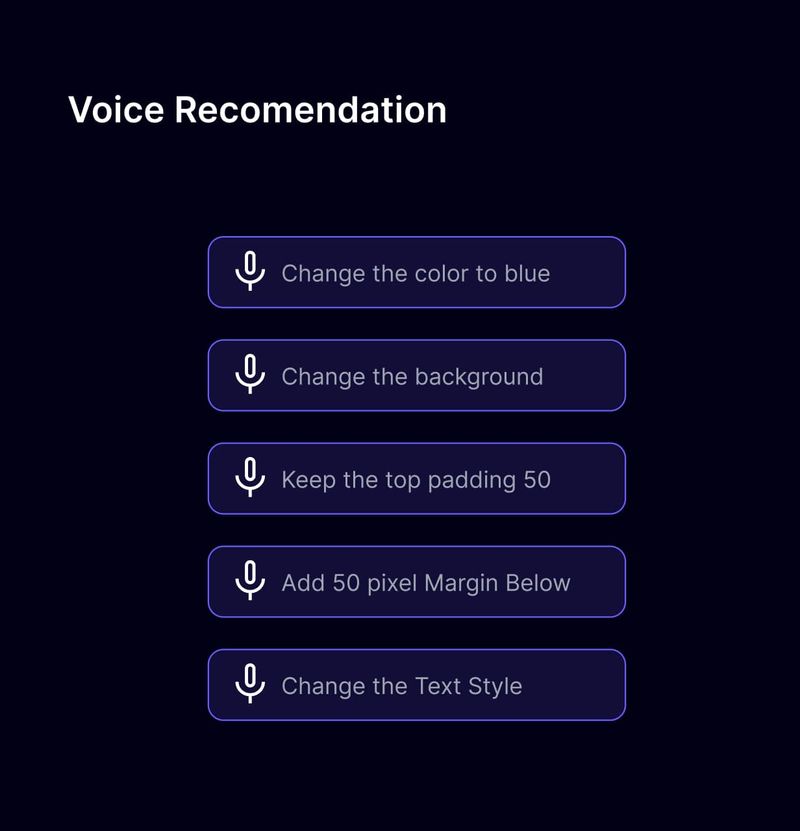 Voice Recomendation
Change the color to blue
Change the background
Keep the top padding 50
Add 50 pixel Margin Below
Change the Text Style